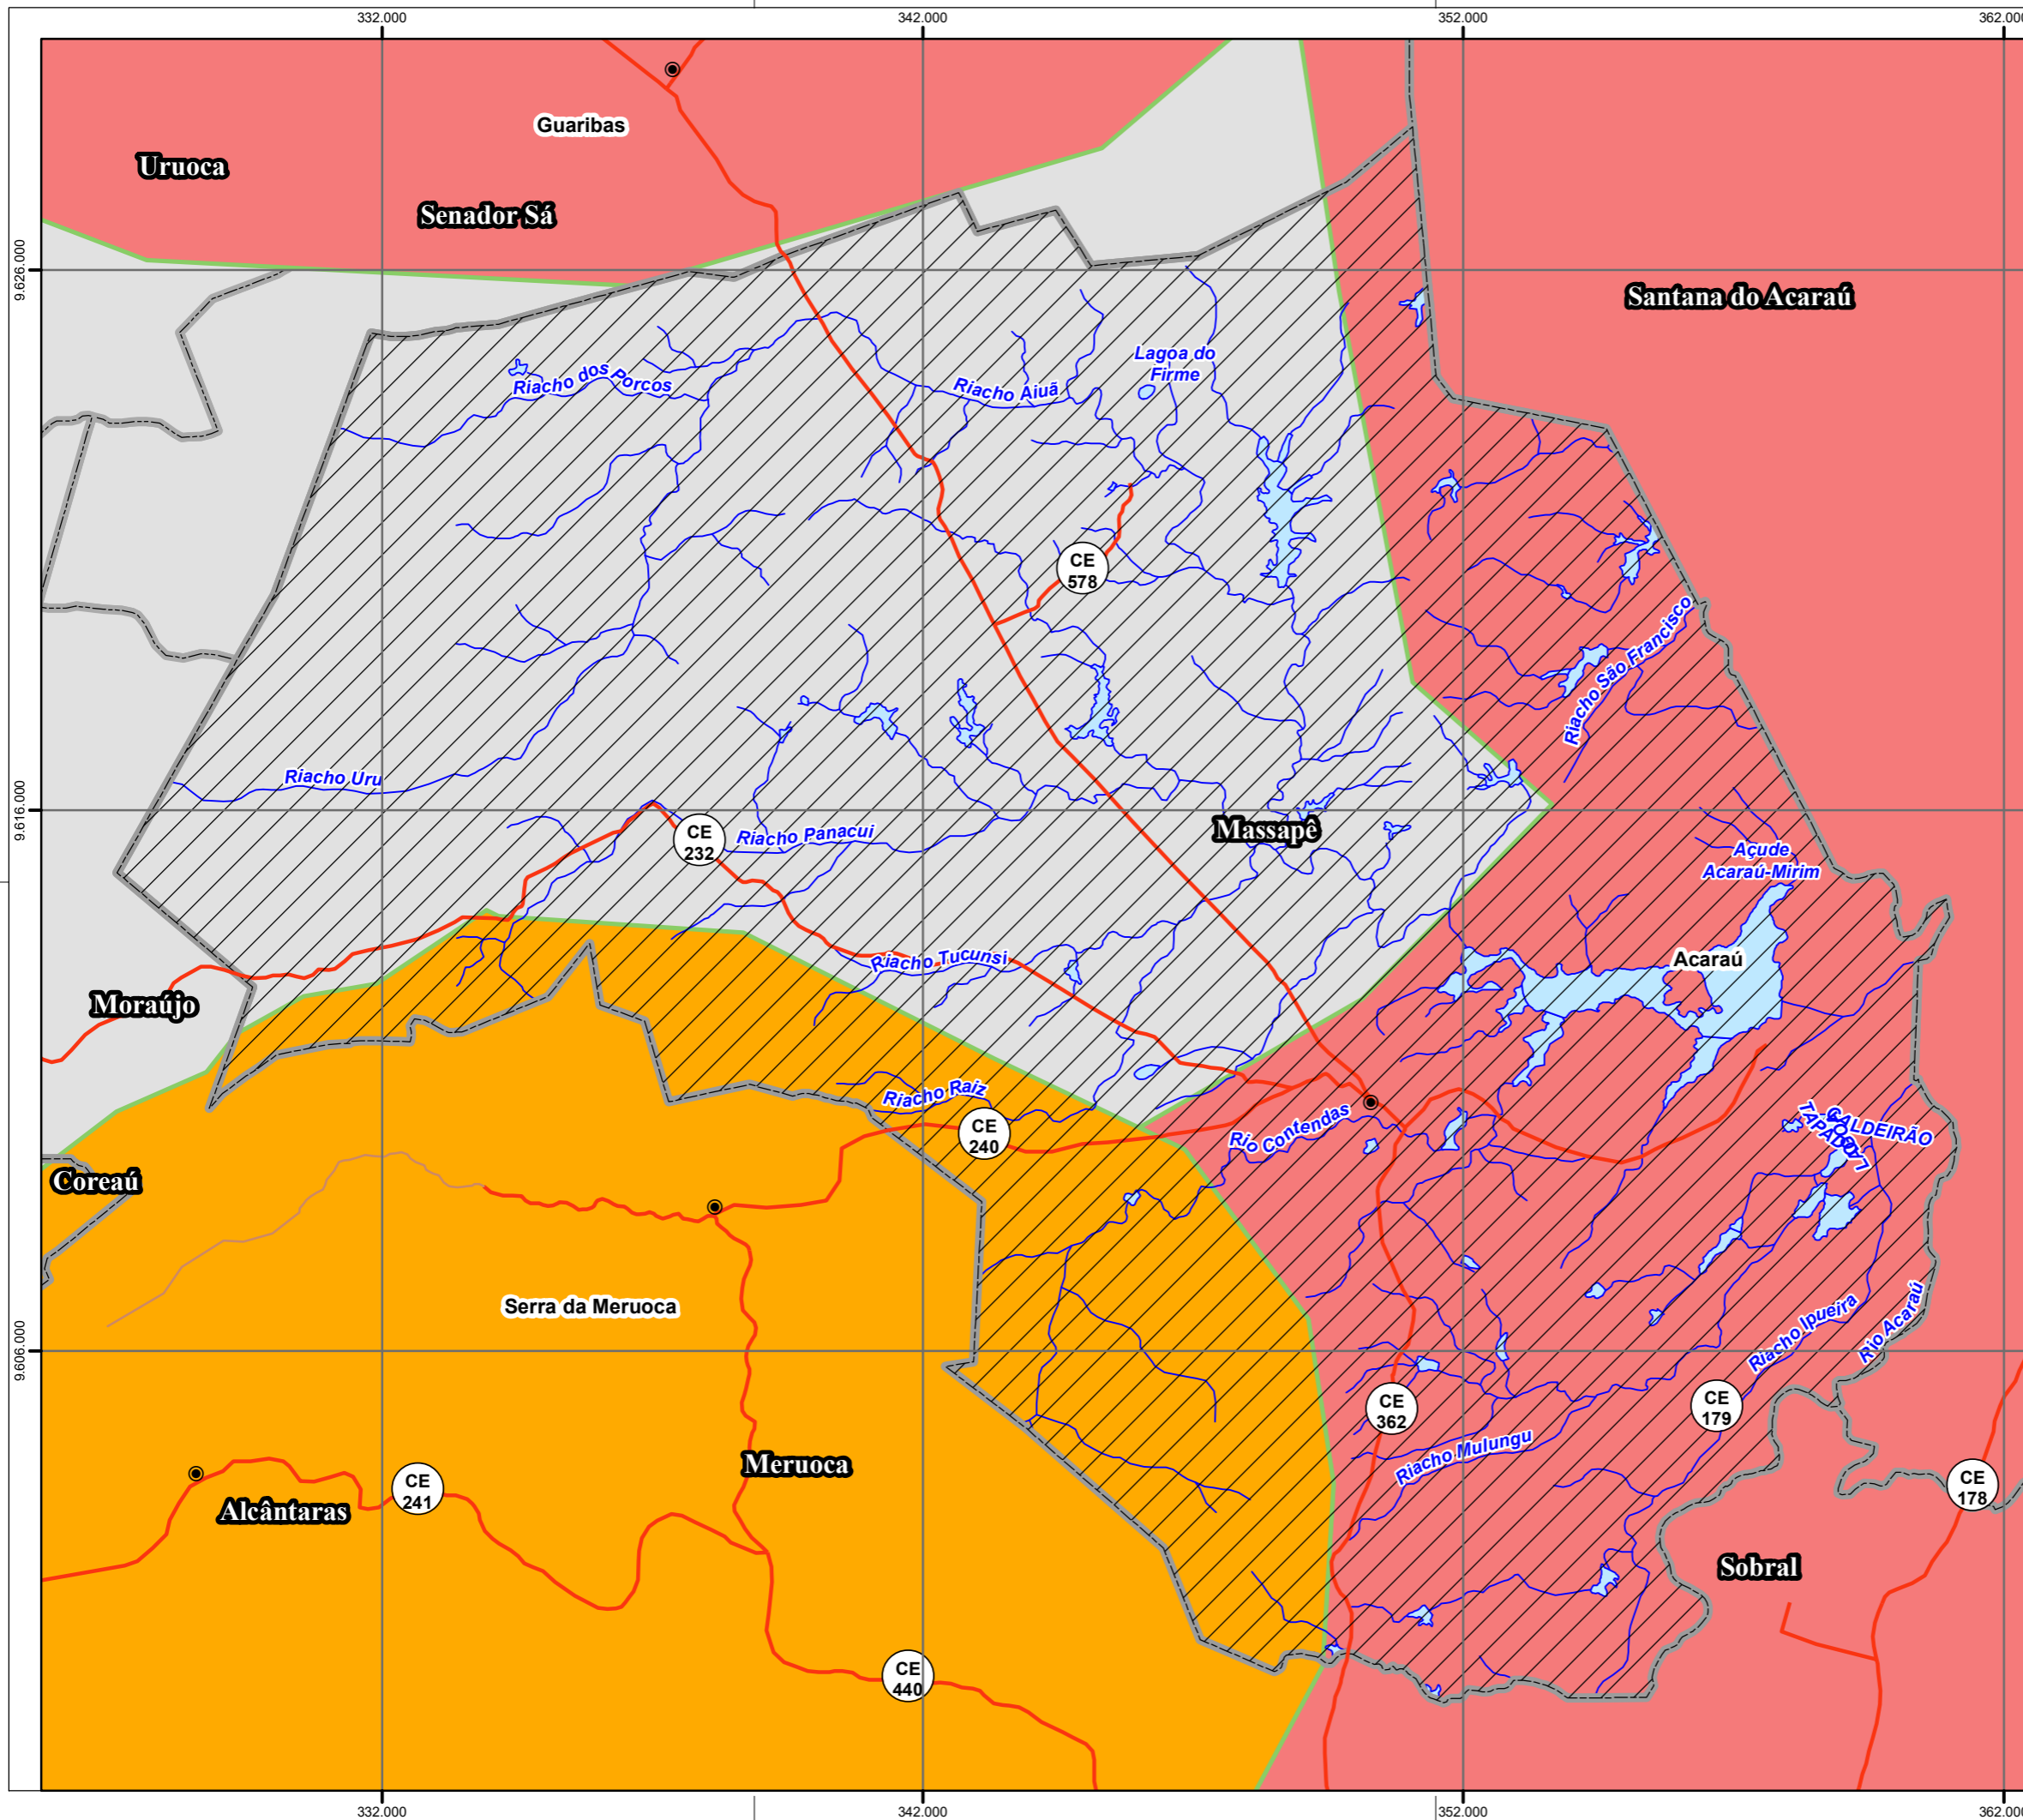 332.000
342.000
352.000
362.000
Guaribas
Uruoca
Senador Sá
9.626.000
Santana do Acaraú
Lagoa do
Firme
Riacho dos Porcos
Riacho Aiuã
CE
578
Riacho São Francisco
Riacho Uru
9.616.000
CE
232
Riacho Panacui
Massapê
Açude
Acaraú-Mirim
Riacho Tucunsi
Acaraú
Moraújo
Riacho Raiz
CE
240
Rio Contendas
CALDEIRÃO
Coreaú
Serra da Meruoca
9.606.000
Riacho Ipueira
Rio Acaraú
CE
362
CE
179
Riacho Mulungu
Meruoca
CE
241
Alcântaras
CE
178
Sobral
CE
440
332.000
342.000
352.000
362.000